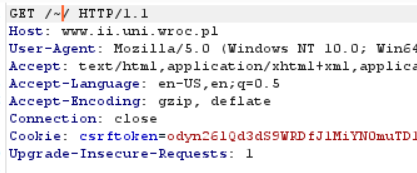 GET /~/ HTTP/1.1
Host: www.ii.uni.wroc.pl
User-Agent: Mozilla/5.0 (Windows NT 10.0; Win64
Accept: text/html,application/xhtml+xml,applica
Accept-Language: en-US,en;q=0.5
Accept-Encoding: gzip, deflate
Connection: close
Cookie: csrftoken=odyn261Qd3dS9WRDfJ1MiYNOmuTD1
Upgrade-Insecure-Requests: 1